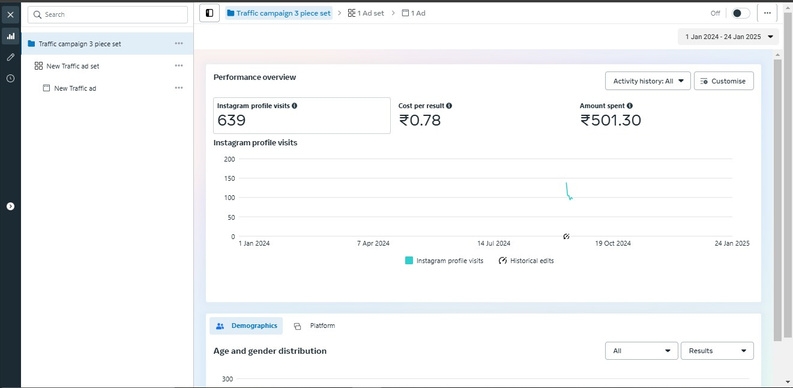 Search
Traffic campaign 3 piece set
New Traffic ad set
New Traffic ad
Traffic campaign 3 piece set > 1 Ad set > 1 Ad
Off
1 Jan 2024 - 24 Jan 2025
Performance overview
Activity history: All
Customise
Instagram profile visits
639
Cost per result
₹0.78
Amount spent
₹501.30
Instagram profile visits
200
150
100
50
0
1 Jan 2024
7 Apr 2024
14 Jul 2024
19 Oct 2024
24 Jan 2025
Instagram profile visits
Historical edits
Demographics
Platform
Age and gender distribution
All
Results
300